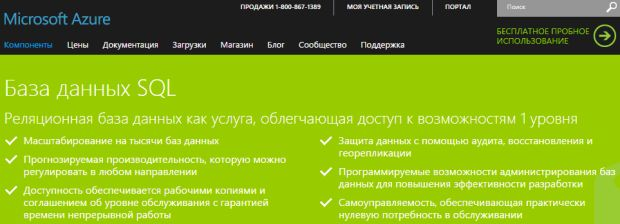 ПРОДАЖИ 1-800-867-1389
МОЯ УЧЕТНАЯ ЗАПИСЬ
ПОРТАЛ
Поиск
Microsoft Azure
БЕСПЛАТНОЕ ПРОБНОЕ
ИСПОЛЬЗОВАНИЕ
Компоненты Цены Документация Загрузки Магазин Блог Сообщество Поддержка
База данных SQL
Реляционная база данных как услуга, облегчающая доступ к возможностям 1 уровня
Масштабирование на тысячи баз данных
Прогнозируемая производительность, которую можно
регулировать в любом направлении
Доступность обеспечивается рабочими копиями и
соглашением об уровне обслуживания с гарантией
времени непрерывной работы
Защита данных с помощью аудита, восстановления и
георепликации
Программируемые возможности администрирования баз
данных для повышения эффективности разработки
Самоуправляемость, обеспечивающая практически
нулевую потребность в обслуживании